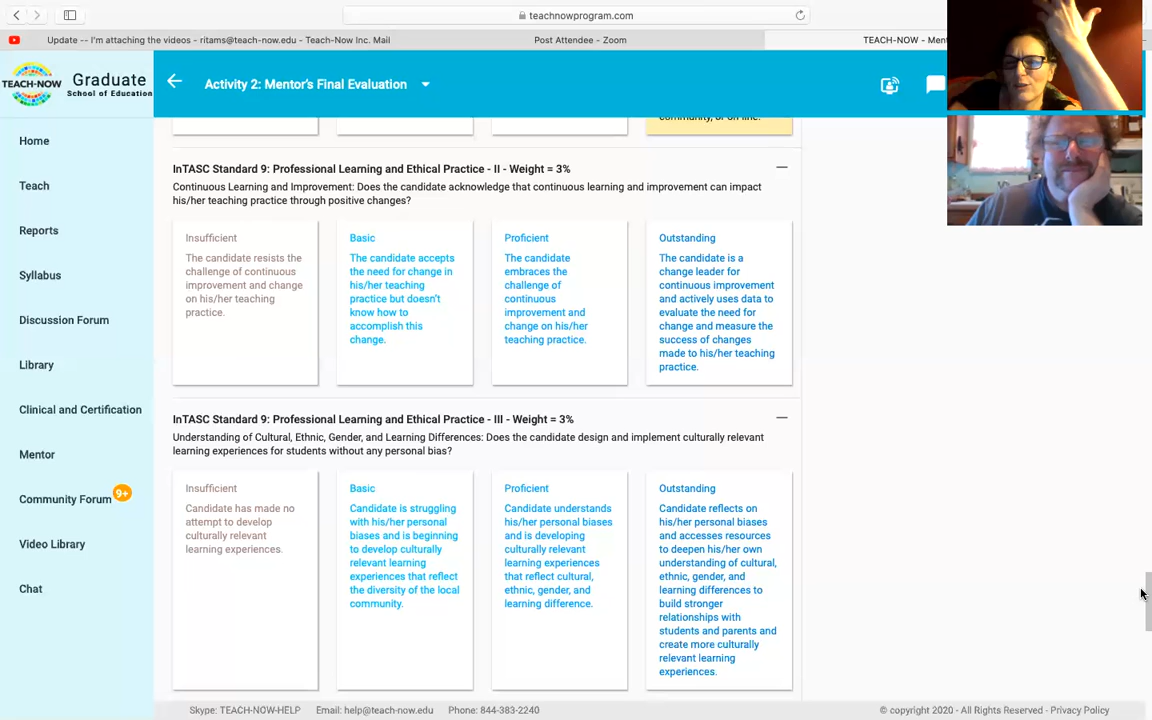 teachnowprogram.com
Update -- I'm attaching the videos - ritams@teach-now.edu - Teach-Now Inc. Mail
Post Attendee - Zoom
TEACH-NOW - Ment
TEACH-NOW
Graduate
School of Education
Activity 2: Mentor's Final Evaluation
Home
Teach
Reports
Syllabus
Discussion Forum
Library
Clinical and Certification
Mentor
Community Forum
9+
Video Library
Chat
community, or on line.
InTASC Standard 9: Professional Learning and Ethical Practice - II - Weight = 3%
Continuous Learning and Improvement: Does the candidate acknowledge that continuous learning and improvement can impact
his/her teaching practice through positive changes?
Insufficient
The candidate resists the
challenge of continuous
improvement and change
on his/her teaching
practice.
Basic
The candidate accepts
the need for change in
his/her teaching
practice but doesn't
know how to
accomplish this
change.
Proficient
The candidate
embraces the
challenge of
continuous
improvement and
change on his/her
teaching practice.
Outstanding
The candidate is a
change leader for
continuous improvement
and actively uses data to
evaluate the need for
change and measure the
success of changes
made to his/her teaching
practice.
InTASC Standard 9: Professional Learning and Ethical Practice - III - Weight = 3%
Understanding of Cultural, Ethnic, Gender, and Learning Differences: Does the candidate design and implement culturally relevant
learning experiences for students without any personal bias?
Insufficient
Candidate has made no
attempt to develop
culturally relevant
learning experiences.
Basic
Candidate is struggling
with his/her personal
biases and is beginning
to develop culturally
relevant learning
experiences that reflect
the diversity of the local
community.
Proficient
Candidate understands
his/her personal biases
and is developing
culturally relevant
learning experiences
that reflect cultural,
ethnic, gender, and
learning difference.
Outstanding
Candidate reflects on
his/her personal biases
and accesses resources
to deepen his/her own
understanding of cultural,
ethnic, gender, and
learning differences to
build stronger
relationships with
students and parents and
create more culturally
relevant learning
experiences.
Skype: TEACH-NOW-HELP Email: help@teach-now.edu Phone: 844-383-2240
© copyright 2020 - All Rights Reserved - Privacy Policy